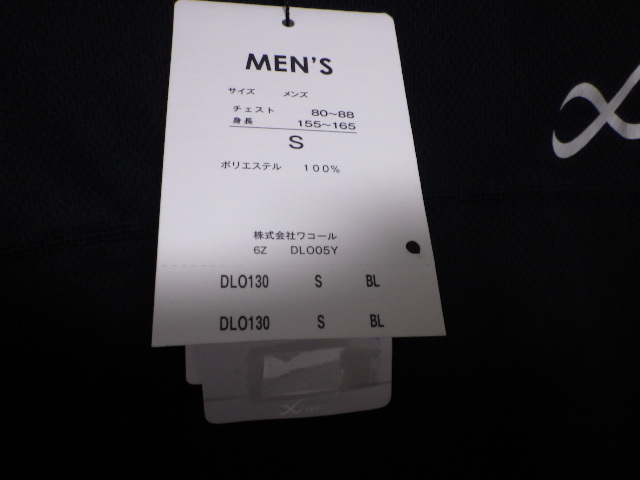 MEN'S
サイズ メンズ
チェスト 80~88
身長 155~165
S
ポリエステル 100%
株式会社ワコール
6Z DLO05Y
DLO130 S BL
DLO130 S BL